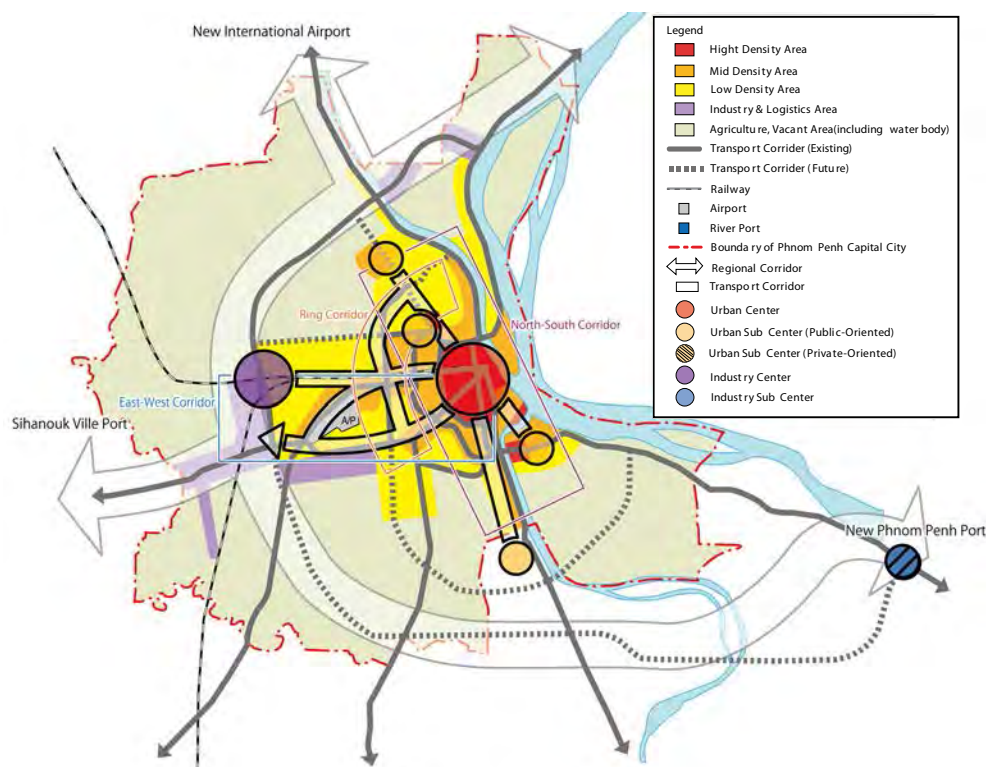 New International Airport
Legend
Hight Density Area
Mid Density Area
Low Density Area
Industry & Logistics Area
Agriculture, Vacant Area(including water body)
Transport Corrider (Existing)
Transport Corrider (Future)
Railway
Airport
River Port
Boundary of Phnom Penh Capital City
Regional Corridor
Transport Corridor
Urban Center
Urban Sub Center (Public-Oriented)
Urban Sub Center (Private-Oriented)
Industry Center
Industry Sub Center
Ring Corridor
North-South Corridor
East-West Corridor
A/P
Sihanouk Ville Port
New Phnom Penh Port